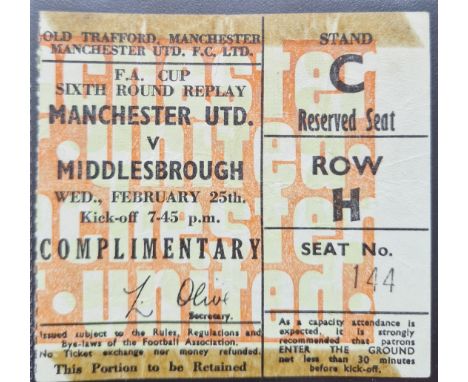 OLD TRAFFORD, MANCHESTER
MANCHESTER UTD. F.C. LTD.
F.A. CUP
SIXTH ROUND REPLAY
MANCHESTER UTD.
V
MIDDLESBROUGH
WED., FEBRUARY 25th.
Kick-off 7-45 p.m.
COMPLIMENTARY
L. Olive
Secretary.
Issued subject to the Rules, Regulations and
Bye-laws of the Football Association.
No Ticket exchange nor money refunded.
This Portion to be Retained
STAND
C
Reserved Seat
ROW
H
SEAT No.
144
As a capacity attendance is
expected, it is strongly
recommended that patrons
ENTER THE GROUND
not less than 30 minutes
before kick-off.